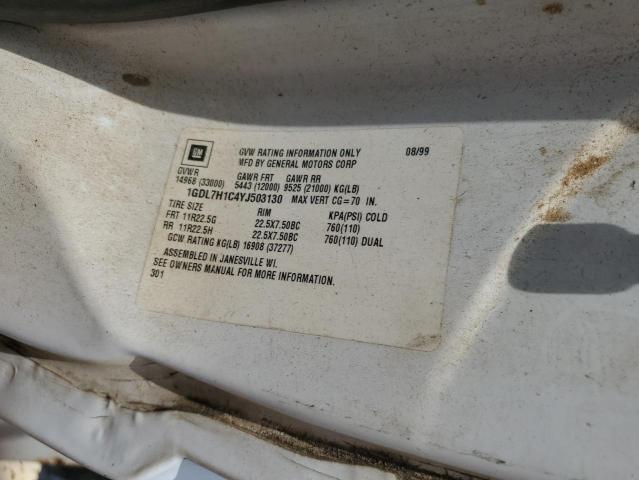 GM
GVW RATING INFORMATION ONLY 08/99
MFD BY GENERAL MOTORS CORP
GVWR GAWR FRT GAWR RR
14968 (33000) 5443 (12000) 9525 (21000) KG(LB)
1GDL7H1C4YJ503130 MAX VERT CG=70 IN.
TIRE SIZE RIM KPA(PSI) COLD
FRT 11R22.5G 22.5X7.50BC 760(110)
RR 11R22.5H 22.5X7.50BC 760(110) DUAL
GCW RATING KG(LB) 16908 (37277)
ASSEMBLED IN JANESVILLE WI.
SEE OWNERS MANUAL FOR MORE INFORMATION.
301